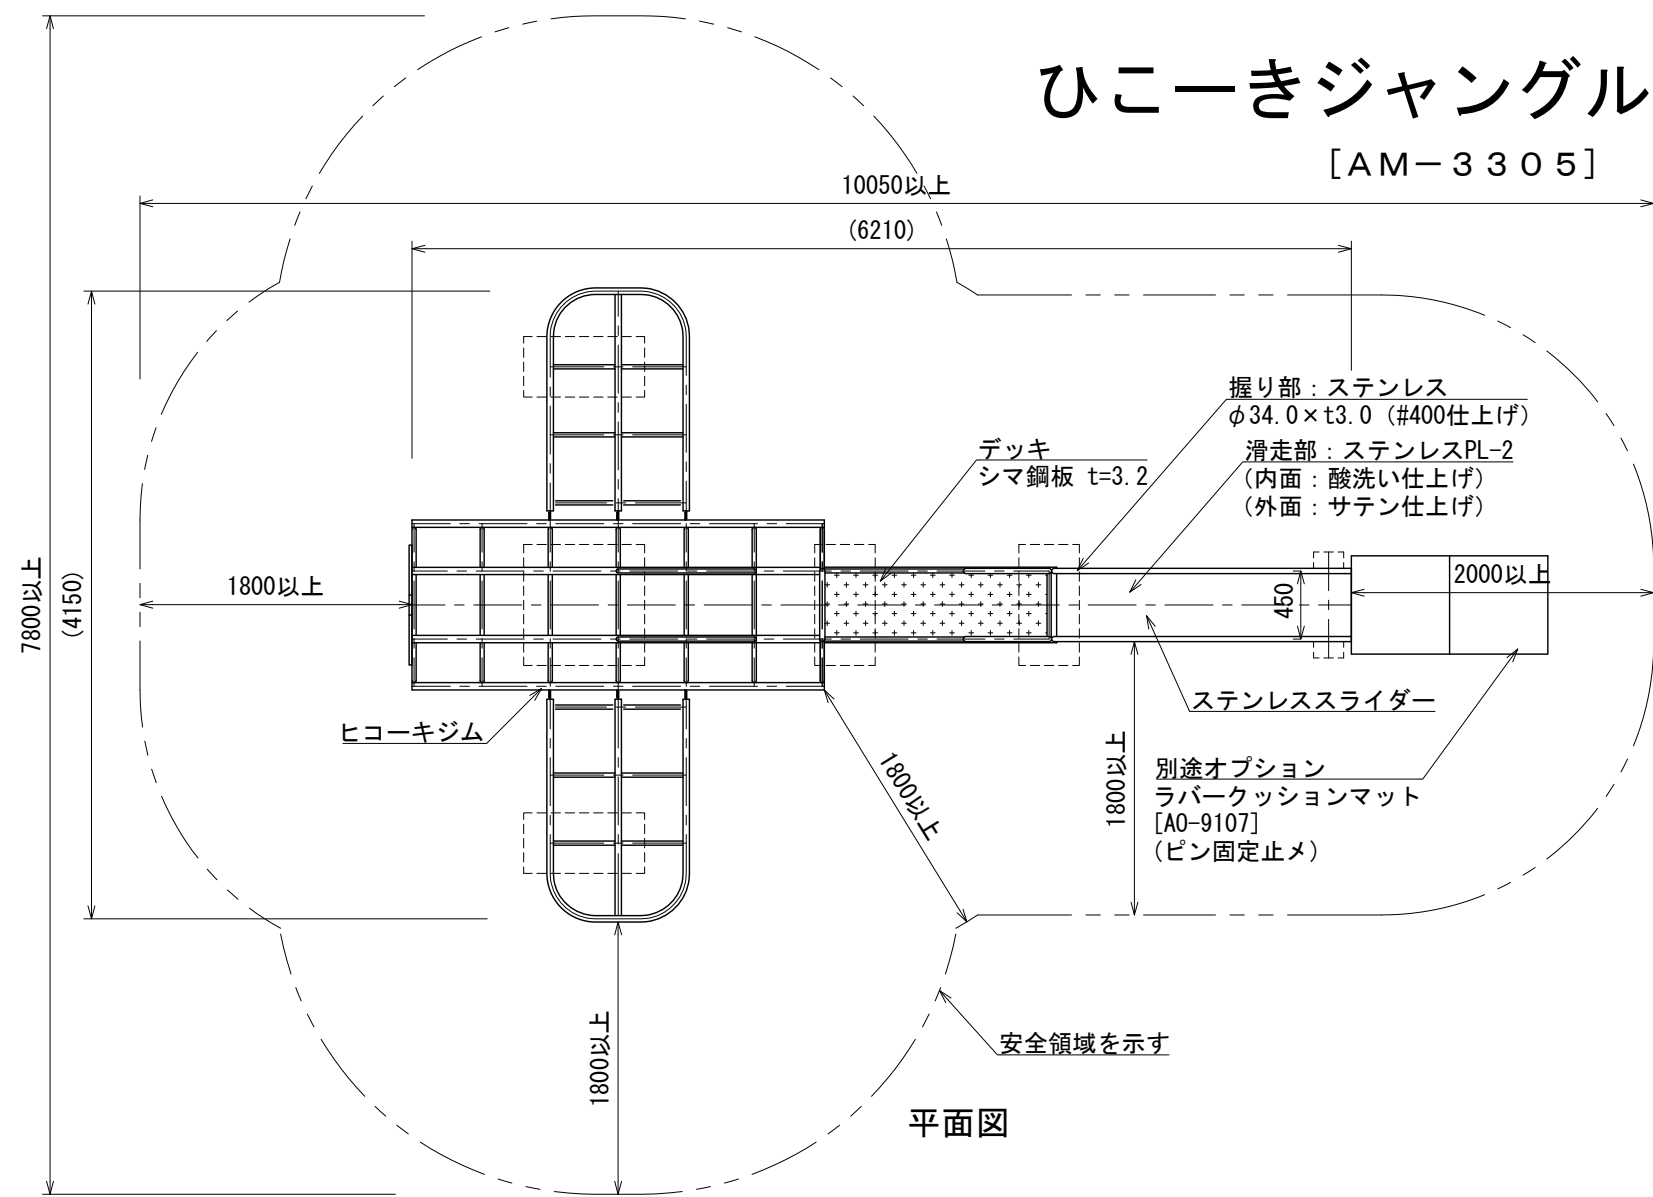 ひこーきジャングル
[AM-3305]
10050以上
(6210)
握り部：ステンレス
φ34.0×t3.0 (#400仕上げ)
デッキ
シマ鋼板 t=3.2
滑走部：ステンレスPL-2
(内面：酸洗い仕上げ)
(外面：サテン仕上げ)
7800以上
(4150)
1800以上
450
2000以上
ヒコーキジム
ステンレススライダー
1800以上
1800以上
別途オプション
ラバークッションマット
[AO-9107]
(ピン固定止メ)
1800以上
安全領域を示す
平面図